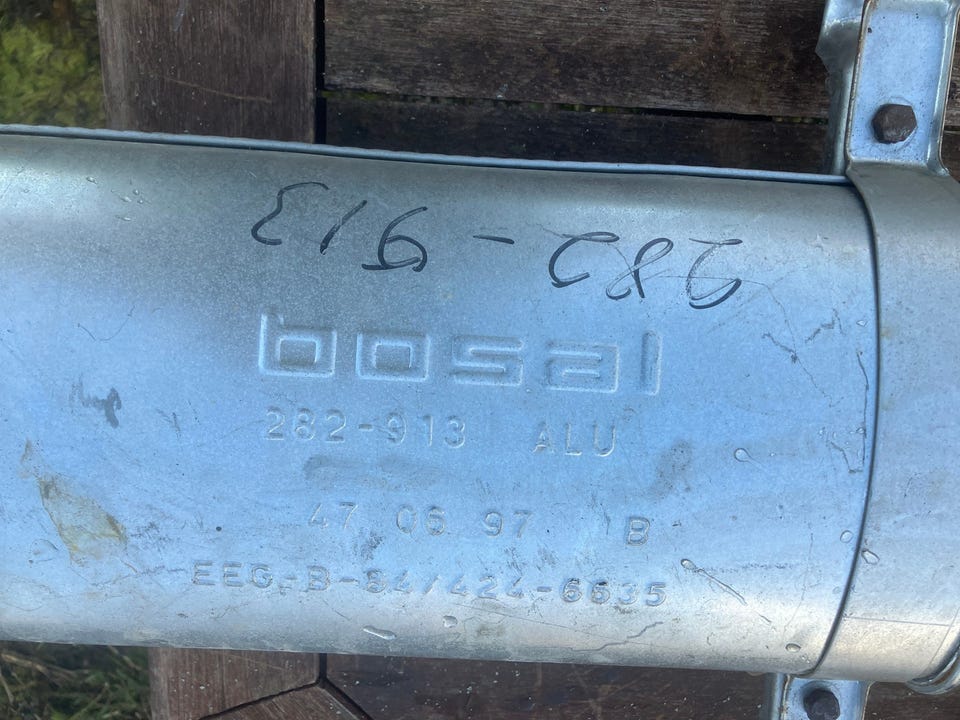 282-913
bosal
282-913 ALU
47 06 97 B
EEG-B-84/424-6635